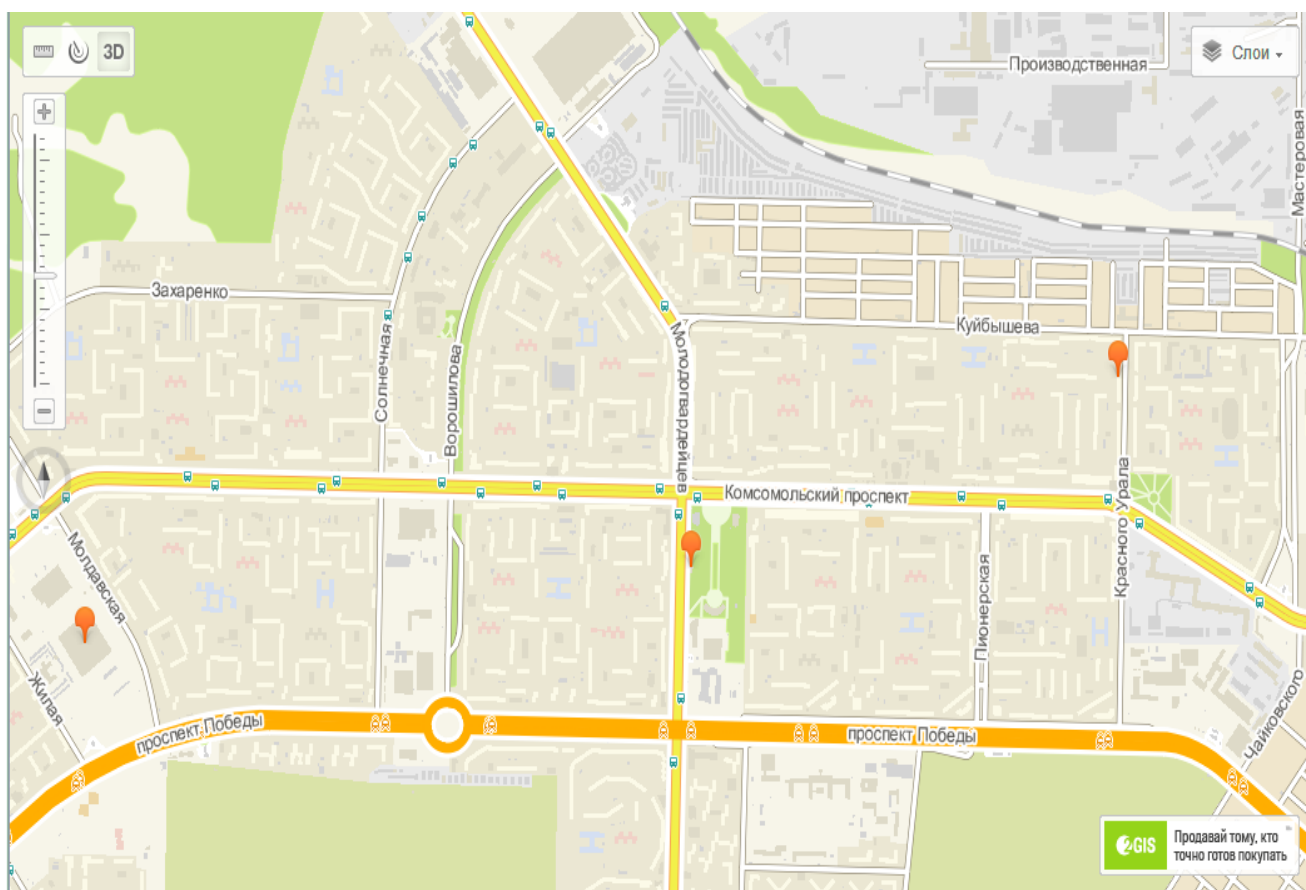 3D
Слои
Производственная
Мастеровая
Захаренко
Куйбышева
Солнечная
Ворошилова
Молодогвардейцев
Комсомольский проспект
Красного Урала
Молдавская
Пионерская
Жилая
проспект Победы
проспект Победы
Чайковского
2GIS
Продавай тому, кто
точно готов покупать